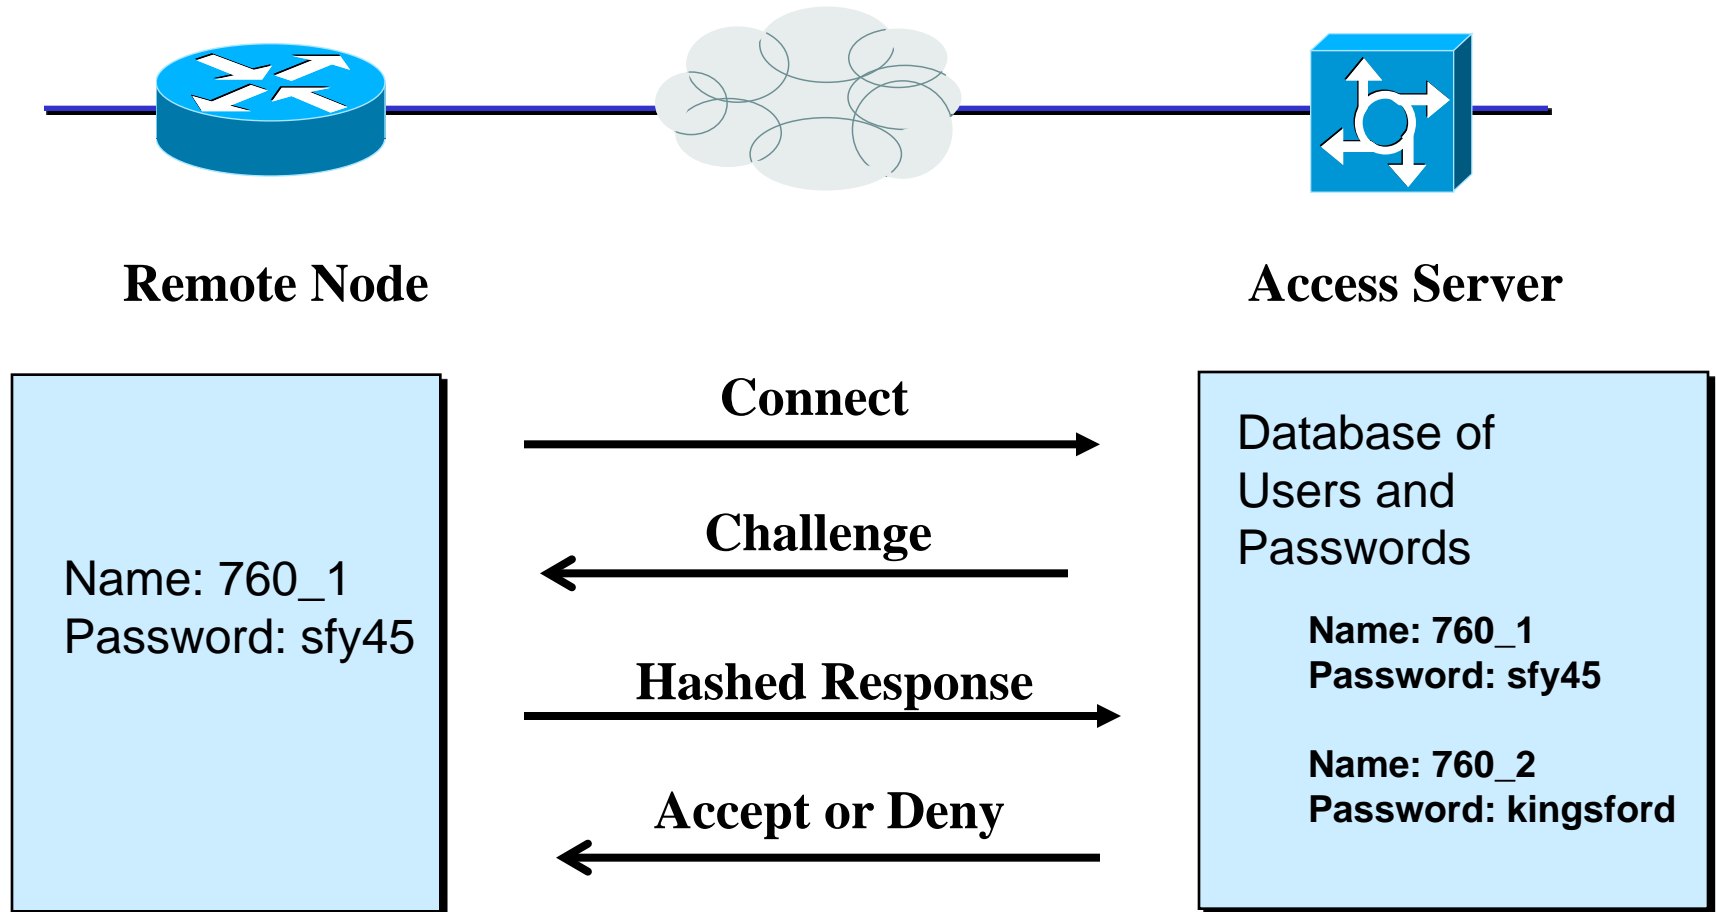 Remote Node
Access Server
Name: 760_1
Password: sfy45
Connect
Challenge
Hashed Response
Accept or Deny
Database of
Users and
Passwords
Name: 760_1
Password: sfy45
Name: 760_2
Password: kingsford